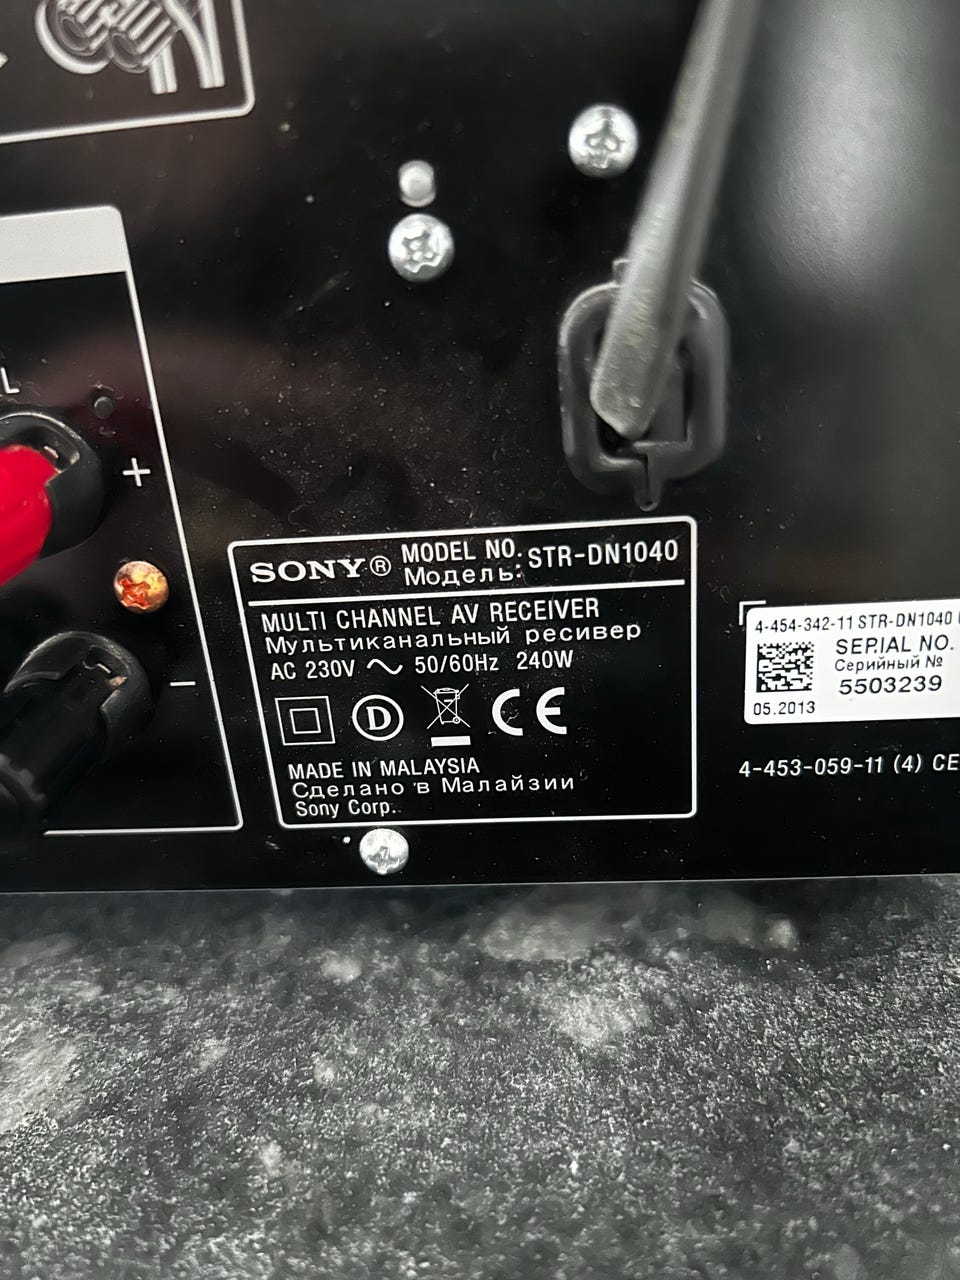 L
+
−
SONY® MODEL NO. STR-DN1040
Модель:
MULTI CHANNEL AV RECEIVER
Мультиканальный ресивер
AC 230V ~ 50/60Hz 240W
D CE
MADE IN MALAYSIA
Сделано в Малайзии
Sony Corp.
4-454-342-11 STR-DN1040
SERIAL NO.
Серийный №
5503239
05.2013
4-453-059-11 (4) CE